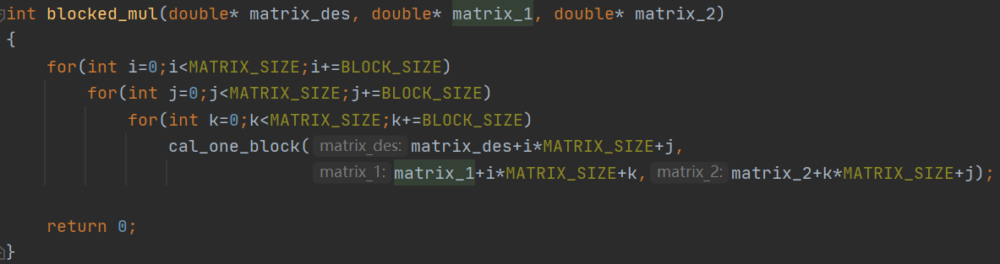 int blocked_mul(double* matrix_des, double* matrix_1, double* matrix_2)
{
    for(int i=0;i<MATRIX_SIZE;i+=BLOCK_SIZE)
        for(int j=0;j<MATRIX_SIZE;j+=BLOCK_SIZE)
            for(int k=0;k<MATRIX_SIZE;k+=BLOCK_SIZE)
                cal_one_block( matrix_des: matrix_des+i*MATRIX_SIZE+j,
                               matrix_1: matrix_1+i*MATRIX_SIZE+k, matrix_2: matrix_2+k*MATRIX_SIZE+j);
    return 0;
}